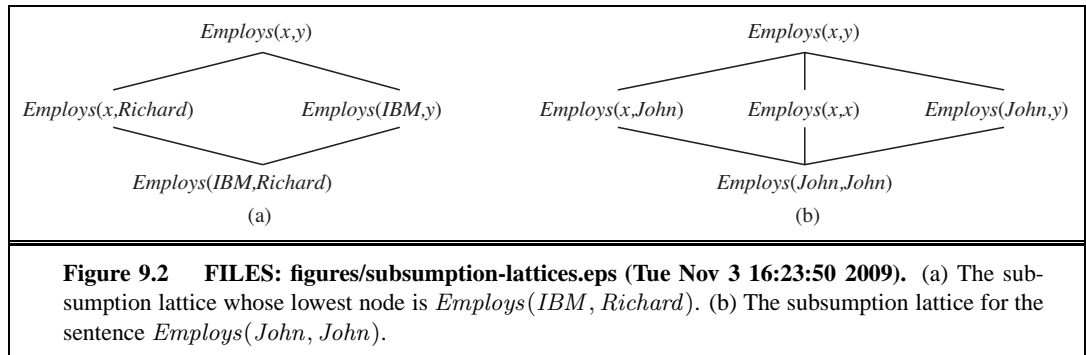 Employs(x,y) Employs(x,y)
Employs(x,Richard) Employs(IBM,y) Employs(x,John) Employs(x,x) Employs(John,y)
Employs(IBM,Richard) Employs(John,John)
(a) (b)
Figure 9.2 FILES: figures/subsumption-lattices.eps (Tue Nov 3 16:23:50 2009). (a) The sub-
sumption lattice whose lowest node is Employs(IBM, Richard). (b) The subsumption lattice for the
sentence Employs(John, John).